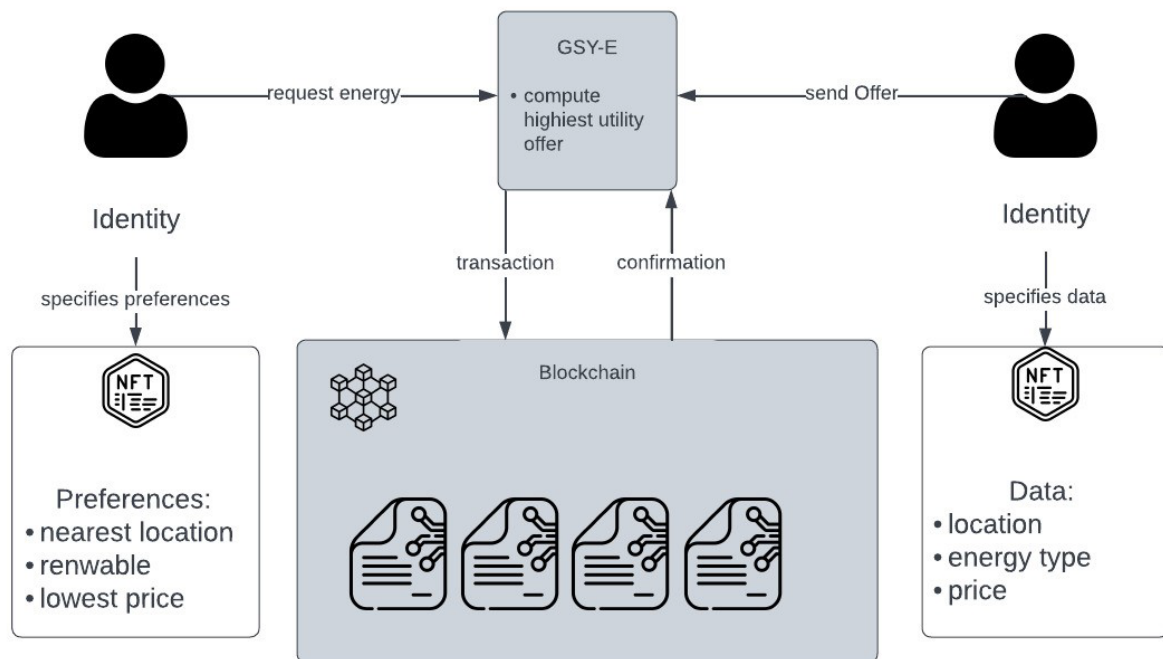 GSY-E
• compute
highiest utility
offer
request energy
send Offer
Identity
Identity
transaction
confirmation
specifies preferences
specifies data
NFT
Preferences:
• nearest location
• renwable
• lowest price
Blockchain
NFT
Data:
• location
• energy type
• price